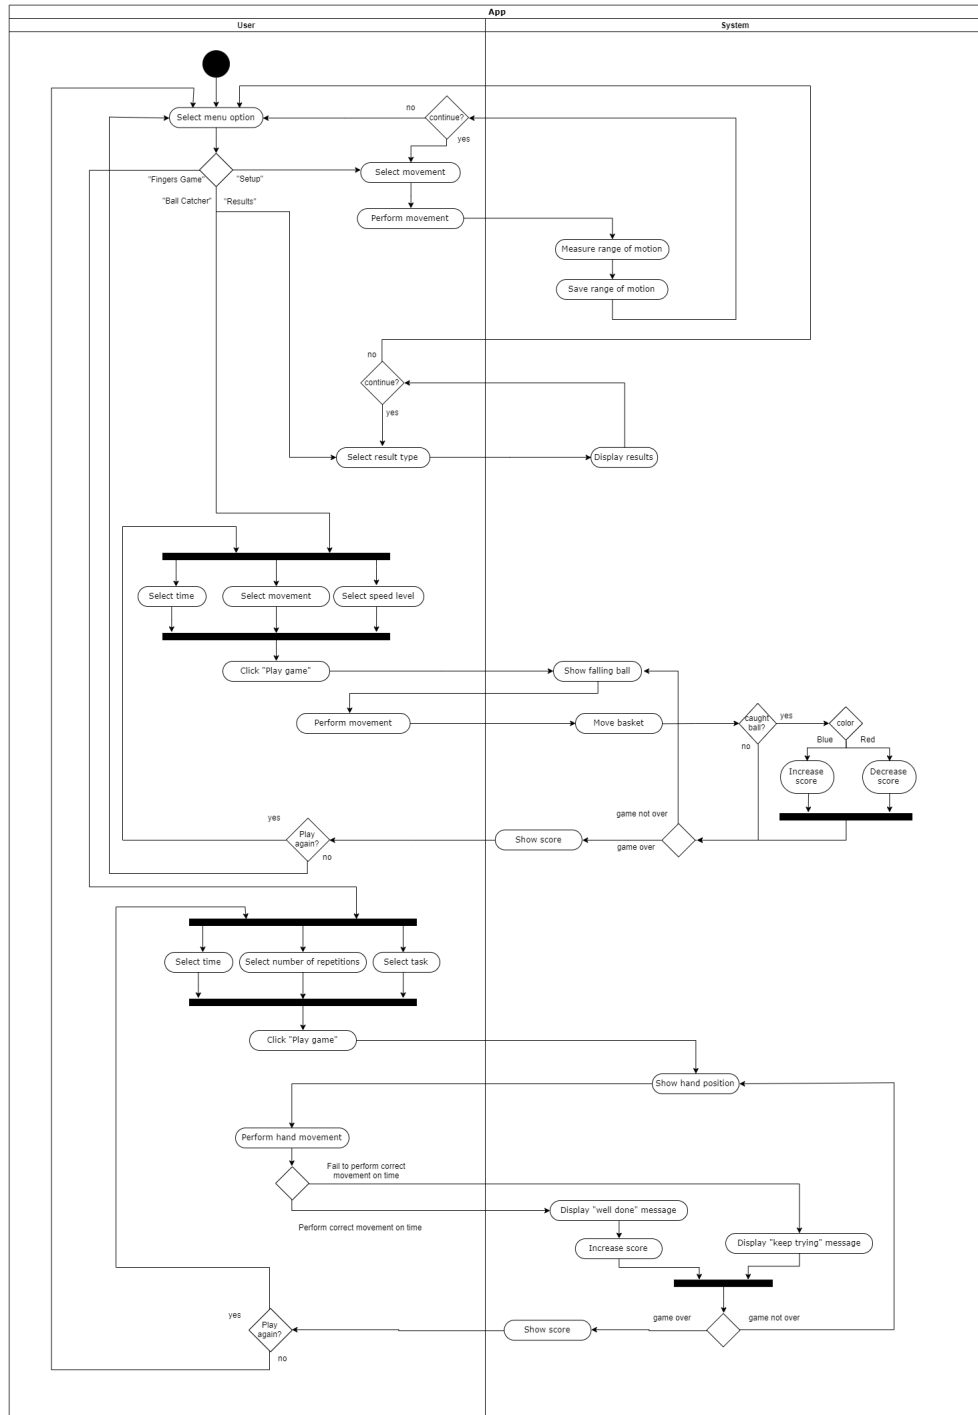 App
User
System
Select menu option
no
continue?
yes
"Fingers Game"
"Setup"
Select movement
"Ball Catcher"
"Results"
Perform movement
Measure range of motion
Save range of motion
no
continue?
yes
Select result type
Display results
Select time
Select movement
Select speed level
Click "Play game"
Show falling ball
Perform movement
Move basket
caught
ball?
yes
color
no
Blue
Red
Increase
score
Decrease
score
game not over
yes
Play
again?
no
Show score
game over
Select time
Select number of repetitions
Select task
Click "Play game"
Show hand position
Perform hand movement
Fail to perform correct
movement on time
Display "well done" message
Perform correct movement on time
Increase score
Display "keep trying" message
yes
Play
again?
no
Show score
game over
game not over